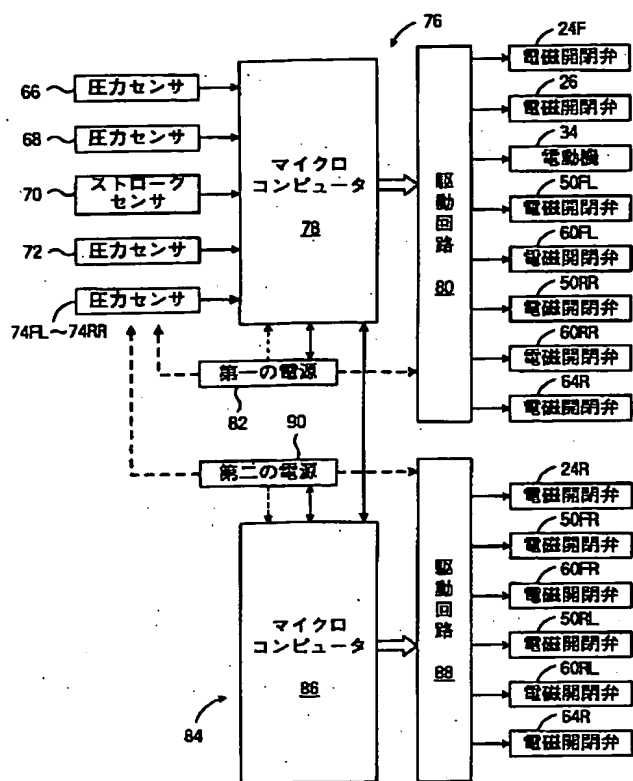 76
66 圧力センサ
68 圧力センサ
70 ストローク
センサ
72 圧力センサ
圧力センサ
74FL~74RR
マイクロ
コンピュータ
78
駆動回路
80
24F
電磁開閉弁
26
電磁開閉弁
34
電動機
50FL
電磁開閉弁
60FL
電磁開閉弁
50RR
電磁開閉弁
60RR
電磁開閉弁
64R
電磁開閉弁
第一の電源
82
90
第二の電源
マイクロ
コンピュータ
86
84
駆動回路
88
24R
電磁開閉弁
50FR
電磁開閉弁
60FR
電磁開閉弁
50RL
電磁開閉弁
60RL
電磁開閉弁
64R
電磁開閉弁